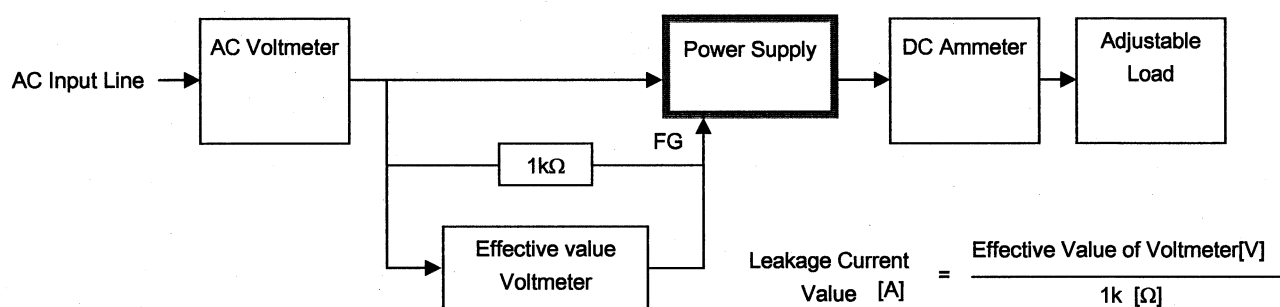 AC Voltmeter
Power Supply
DC Ammeter
Adjustable
Load
AC Input Line
FG
1kΩ
Effective value
Voltmeter
Leakage Current
Value [A]
=
Effective Value of Voltmeter[V]
1k [Ω]